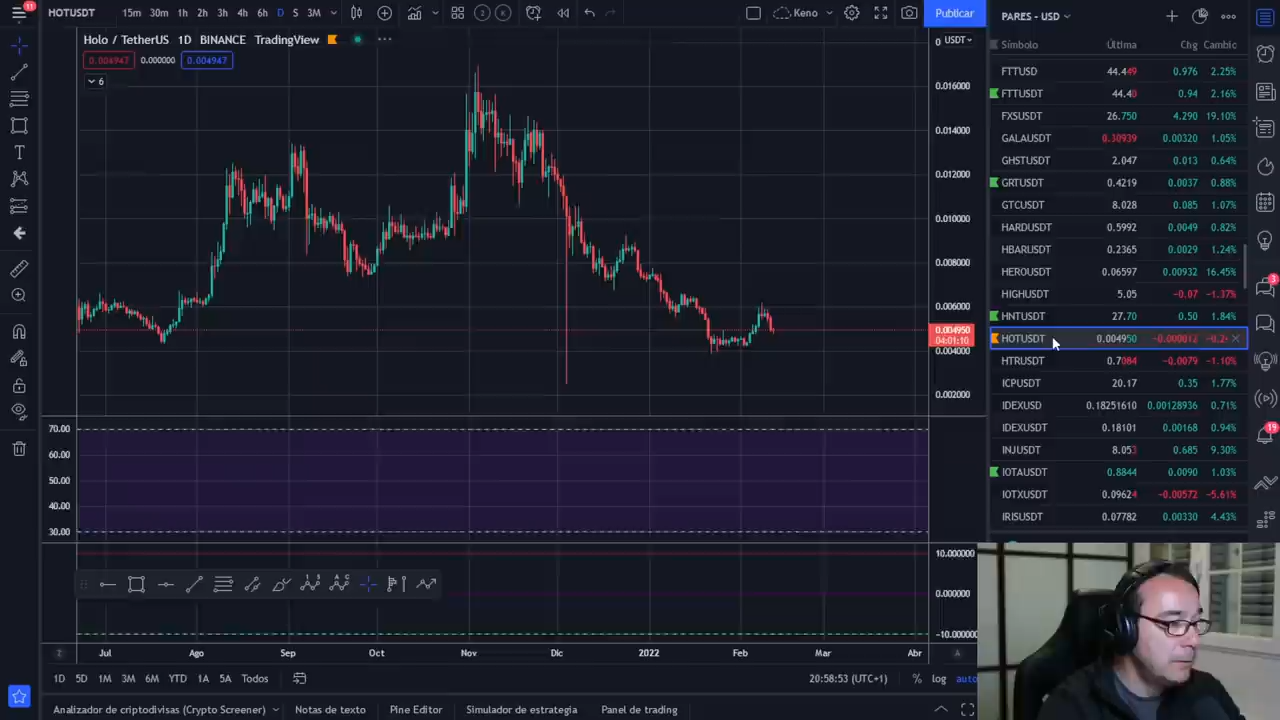 11
HOTUSDT
15m 30m 1h 2h 3h 4h 6h D S 3M
Keno
Publicar
Holo / TetherUS 1D BINANCE TradingView
0.004947 0.000000 0.004947
6
0 USDT
0.016000
0.014000
0.012000
0.010000
0.008000
0.006000
0.004950
04:01:10
0.004000
0.002000
70.00
60.00
50.00
40.00
30.00
10.000000
0.000000
-10.000000
Jul Ago Sep Oct Nov Dic 2022 Feb Mar Abr
1D 5D 1M 3M 6M YTD 1A 5A Todos
20:58:53 (UTC+1) % log auto
Analizador de criptodivisas (Crypto Screener) Notas de texto Pine Editor Simulador de estrategia Panel de trading
PARES - USD
Símbolo Última Chg Cambio
FTTUSD 44.449 0.976 2.25%
FTTUSDT 44.40 0.94 2.16%
FXSUSDT 26.750 4.290 19.10%
GALAUSDT 0.30939 0.00320 1.05%
GHSTUSDT 2.047 0.013 0.64%
GRTUSDT 0.4219 0.0037 0.88%
GTCUSDT 8.028 0.085 1.07%
HARDUSDT 0.5992 0.0049 0.82%
HBARUSDT 0.2365 0.0029 1.24%
HEROUSDT 0.06597 0.00932 16.45%
HIGHUSDT 5.05 -0.07 -1.37%
HNTUSDT 27.70 0.50 1.84%
HOTUSDT 0.004950 -0.000012 -0.2
HTRUSDT 0.7084 -0.0079 -1.10%
ICPUSDT 20.17 0.35 1.77%
IDEXUSD 0.18251610 0.00128936 0.71%
IDEXUSDT 0.18101 0.00168 0.94%
INJUSDT 8.053 0.685 9.30%
IOTAUSDT 0.8844 0.0090 1.03%
IOTXUSDT 0.09624 -0.00572 -5.61%
IRISUSDT 0.07782 0.00330 4.43%
3
19